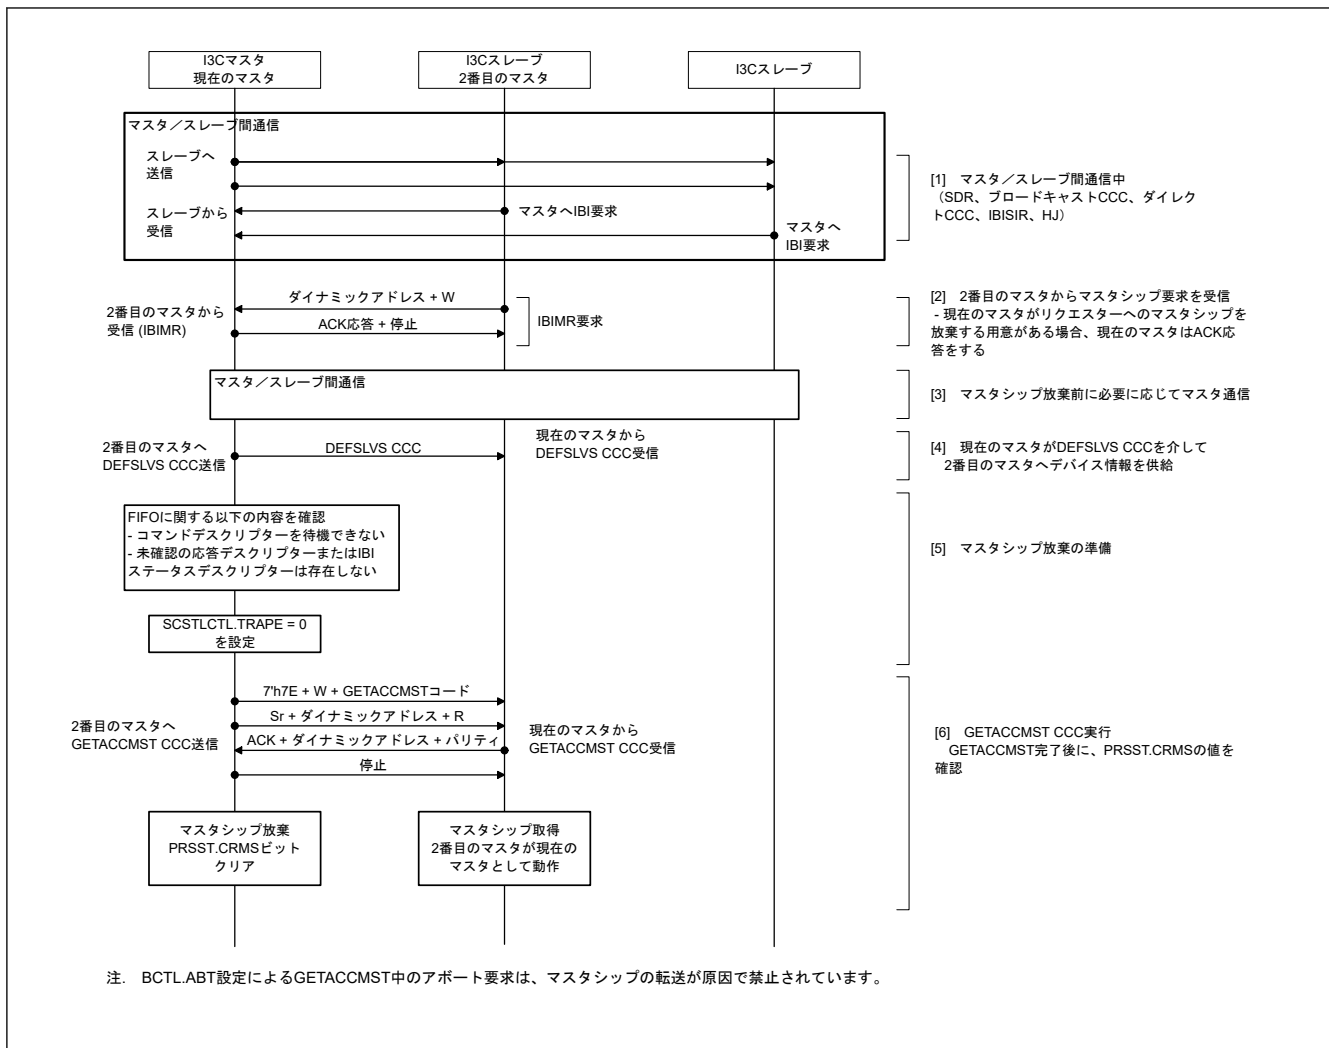 I3Cマスタ
現在のマスタ
I3Cスレーブ
2番目のマスタ
I3Cスレーブ
マスタ／スレーブ間通信
スレーブへ
送信
スレーブから
受信
マスタへIBI要求
マスタへ
IBI要求
[1] マスタ／スレーブ間通信中
（SDR、ブロードキャストCCC、ダイレク
トCCC、IBISIR、HJ）
2番目のマスタから
受信 (IBIMR)
ダイナミックアドレス + W
ACK応答 + 停止
IBIMR要求
[2] 2番目のマスタからマスタシップ要求を受信
- 現在のマスタがリクエスターへのマスタシップを
放棄する用意がある場合、現在のマスタはACK応
答をする
マスタ／スレーブ間通信
[3] マスタシップ放棄前に必要に応じてマスタ通信
2番目のマスタへ
DEFSLVS CCC送信
DEFSLVS CCC
現在のマスタから
DEFSLVS CCC受信
[4] 現在のマスタがDEFSLVS CCCを介して
2番目のマスタへデバイス情報を供給
FIFOに関する以下の内容を確認
- コマンドデスクリプターを待機できない
- 未確認の応答デスクリプターまたはIBI
ステータスデスクリプターは存在しない
[5] マスタシップ放棄の準備
SCSTLCTL.TRAPE = 0
を設定
2番目のマスタへ
GETACCMST CCC送信
7'h7E + W + GETACCMSTコード
Sr + ダイナミックアドレス + R
ACK + ダイナミックアドレス + パリティ
停止
現在のマスタから
GETACCMST CCC受信
[6] GETACCMST CCC実行
GETACCMST完了後に、PRSST.CRMSの値を
確認
マスタシップ放棄
PRSST.CRMSビット
クリア
マスタシップ取得
2番目のマスタが現在の
マスタとして動作
注. BCTL.ABT設定によるGETACCMST中のアボート要求は、マスタシップの転送が原因で禁止されています。